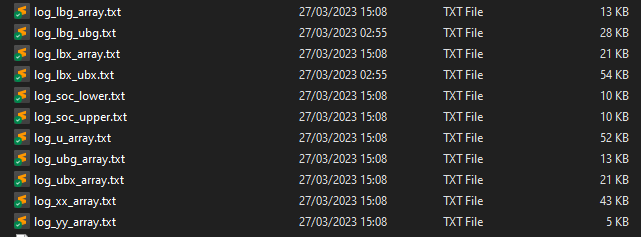 log_lbg_array.txt 27/03/2023 15:08 TXT File 13 KB
log_lbg_ubg.txt 27/03/2023 02:55 TXT File 28 KB
log_lbx_array.txt 27/03/2023 15:08 TXT File 21 KB
log_lbx_ubx.txt 27/03/2023 02:55 TXT File 54 KB
log_soc_lower.txt 27/03/2023 15:08 TXT File 10 KB
log_soc_upper.txt 27/03/2023 15:08 TXT File 10 KB
log_u_array.txt 27/03/2023 15:08 TXT File 52 KB
log_ubg_array.txt 27/03/2023 15:08 TXT File 13 KB
log_ubx_array.txt 27/03/2023 15:08 TXT File 21 KB
log_xx_array.txt 27/03/2023 15:08 TXT File 43 KB
log_yy_array.txt 27/03/2023 15:08 TXT File 5 KB